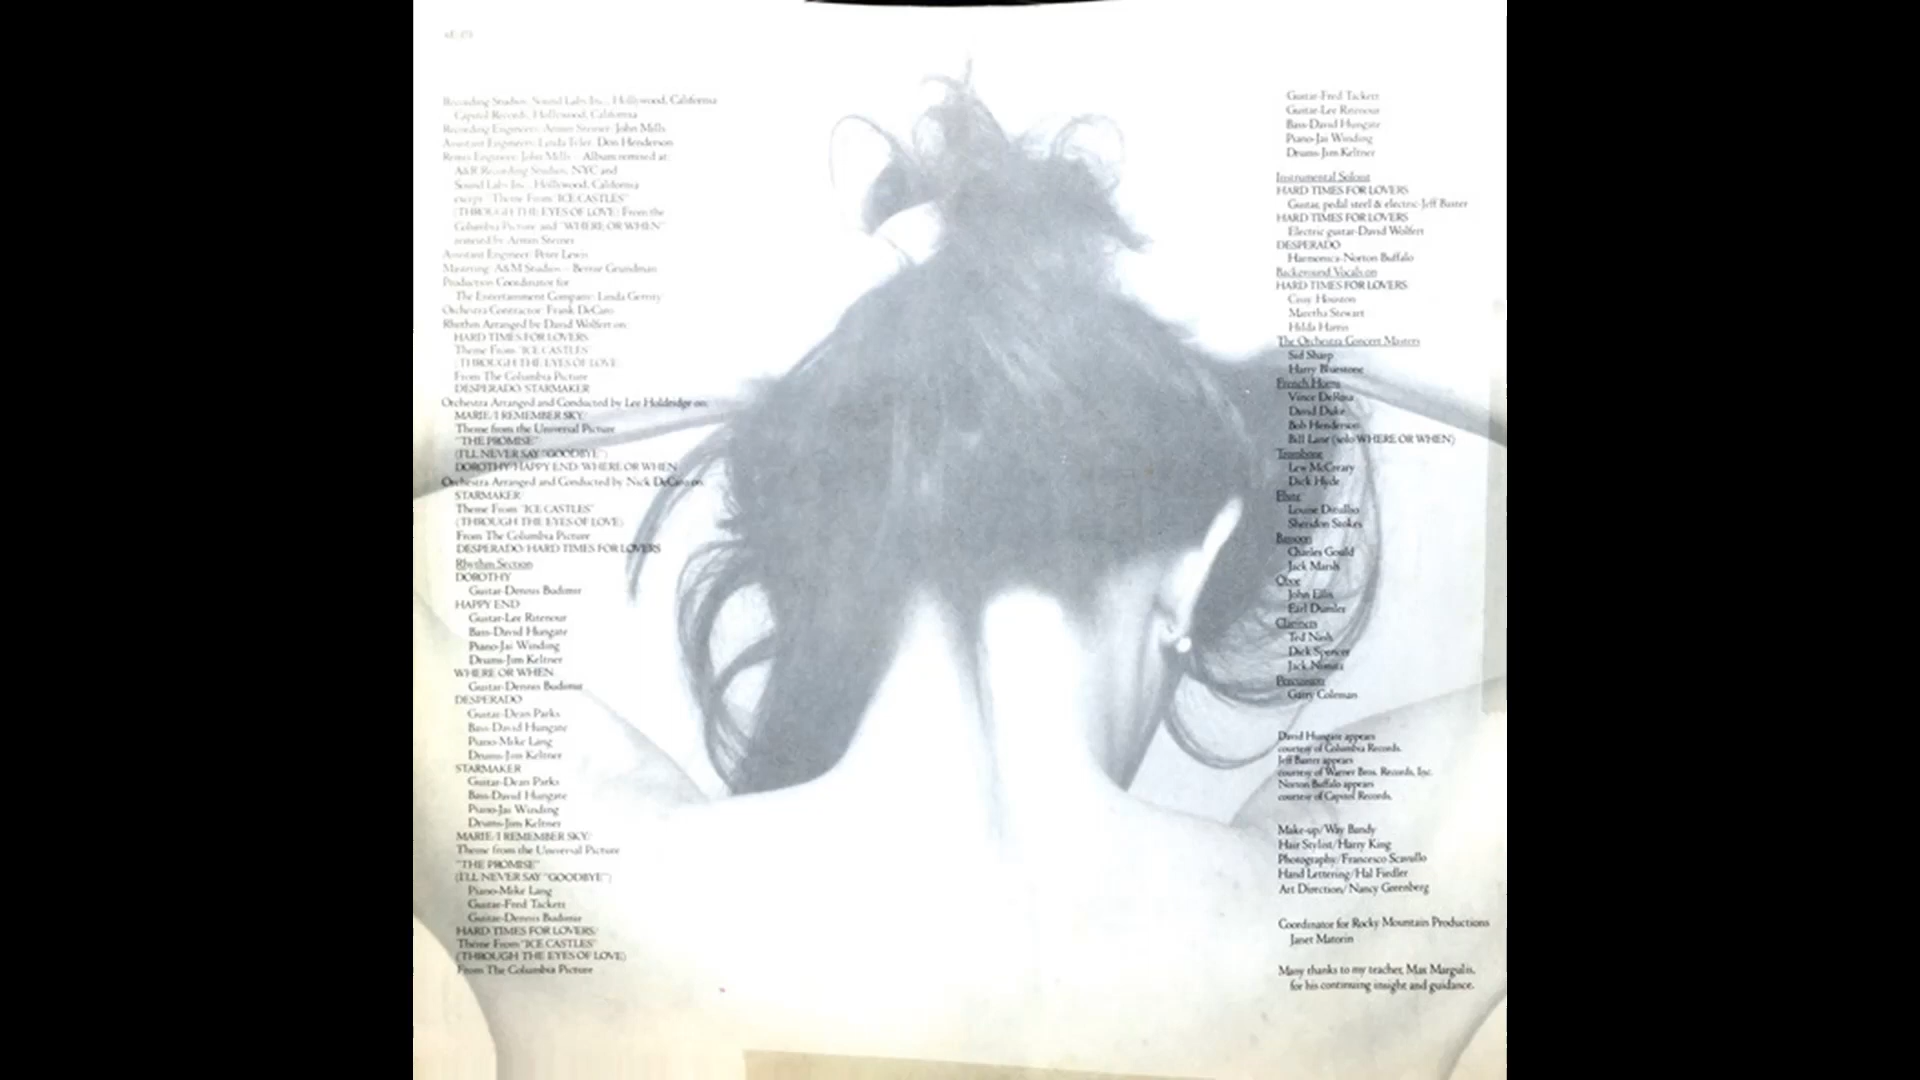 Recording Studios: Sound Labs Inc., Hollywood, California
Capitol Records, Hollywood, California
Recording Engineers: Armin Steiner/John Mills
Assistant Engineers: Linda Tyler/Don Henderson
Remix Engineer: John Mills Album remixed at:
A&R Recording Studios, NYC and
Sound Labs Inc., Hollywood, California
except "Theme From "ICE CASTLES"
(THROUGH THE EYES OF LOVE) From the
Columbia Picture and "WHERE OR WHEN"
remixed by Armin Steiner
Assistant Engineer: Peter Lewis
Mastering: A&M Studios - Bernie Grundman
Production Coordinator for
The Entertainment Company: Linda Gerrity
Orchestra Contractor: Frank DeCaro
Rhythm Arranged by David Wolfert on:
HARD TIMES FOR LOVERS
Theme From "ICE CASTLES"
(THROUGH THE EYES OF LOVE)
From The Columbia Picture
DESPERADO/STARMAKER
Orchestra Arranged and Conducted by Lee Holdridge on:
MARIE/I REMEMBER SKY/
Theme from the Universal Picture
"THE PROMISE"
(I'LL NEVER SAY "GOODBYE")
DOROTHY/HAPPY END/WHERE OR WHEN
Orchestra Arranged and Conducted by Nick DeCaro on:
STARMAKER/
Theme From "ICE CASTLES"
(THROUGH THE EYES OF LOVE)
From The Columbia Picture
DESPERADO/HARD TIMES FOR LOVERS
Rhythm Section
DOROTHY
Guitar-Dennis Budimir
HAPPY END
Guitar-Lee Ritenour
Bass-David Hungate
Piano-Jai Winding
Drums-Jim Keltner
WHERE OR WHEN
Guitar-Dennis Budimir
DESPERADO
Guitar-Dean Parks
Bass-David Hungate
Piano-Mike Lang
Drums-Jim Keltner
STARMAKER
Guitar-Dean Parks
Bass-David Hungate
Piano-Jai Winding
Drums-Jim Keltner
MARIE/I REMEMBER SKY/
Theme from the Universal Picture
"THE PROMISE"
(I'LL NEVER SAY "GOODBYE")
Piano-Mike Lang
Guitar-Fred Tackett
Guitar-Dennis Budimir
HARD TIMES FOR LOVERS/
Theme From "ICE CASTLES"
(THROUGH THE EYES OF LOVE)
From The Columbia Picture
Guitar-Fred Tackett
Guitar-Lee Ritenour
Bass-David Hungate
Piano-Jai Winding
Drums-Jim Keltner
Instrumental Soloist
HARD TIMES FOR LOVERS
Guitar, pedal steel & electric-Jeff Baxter
HARD TIMES FOR LOVERS
Electric guitar-David Wolfert
DESPERADO
Harmonica-Norton Buffalo
Background Vocals on
HARD TIMES FOR LOVERS:
Cissy Houston
Maretha Stewart
Hilda Harris
The Orchestra Concert Masters
Sid Sharp
Harry Bluestone
French Horns
Vince DeRosa
David Duke
Bob Henderson
Bill Lane (solo WHERE OR WHEN)
Trombone
Lew McCreary
Dick Hyde
Flute
Louise Ditullio
Sheridon Stokes
Bassoon
Charles Gould
Jack Marsh
Oboe
John Ellis
Earl Dumler
Clarinets
Ted Nash
Dick Spencer
Jack Nimitz
Percussion
Gary Coleman
David Hungate appears
courtesy of Columbia Records.
Jeff Baxter appears
courtesy of Warner Bros. Records, Inc.
Norton Buffalo appears
courtesy of Capitol Records.
Make-up/Way Bandy
Hair Stylist/Harry King
Photography/Francesco Scavullo
Hand Lettering/Hal Fiedler
Art Direction/Nancy Greenberg
Coordinator for Rocky Mountain Productions
Janet Matorin
Many thanks to my teacher, Max Margulis,
for his continuing insight and guidance.